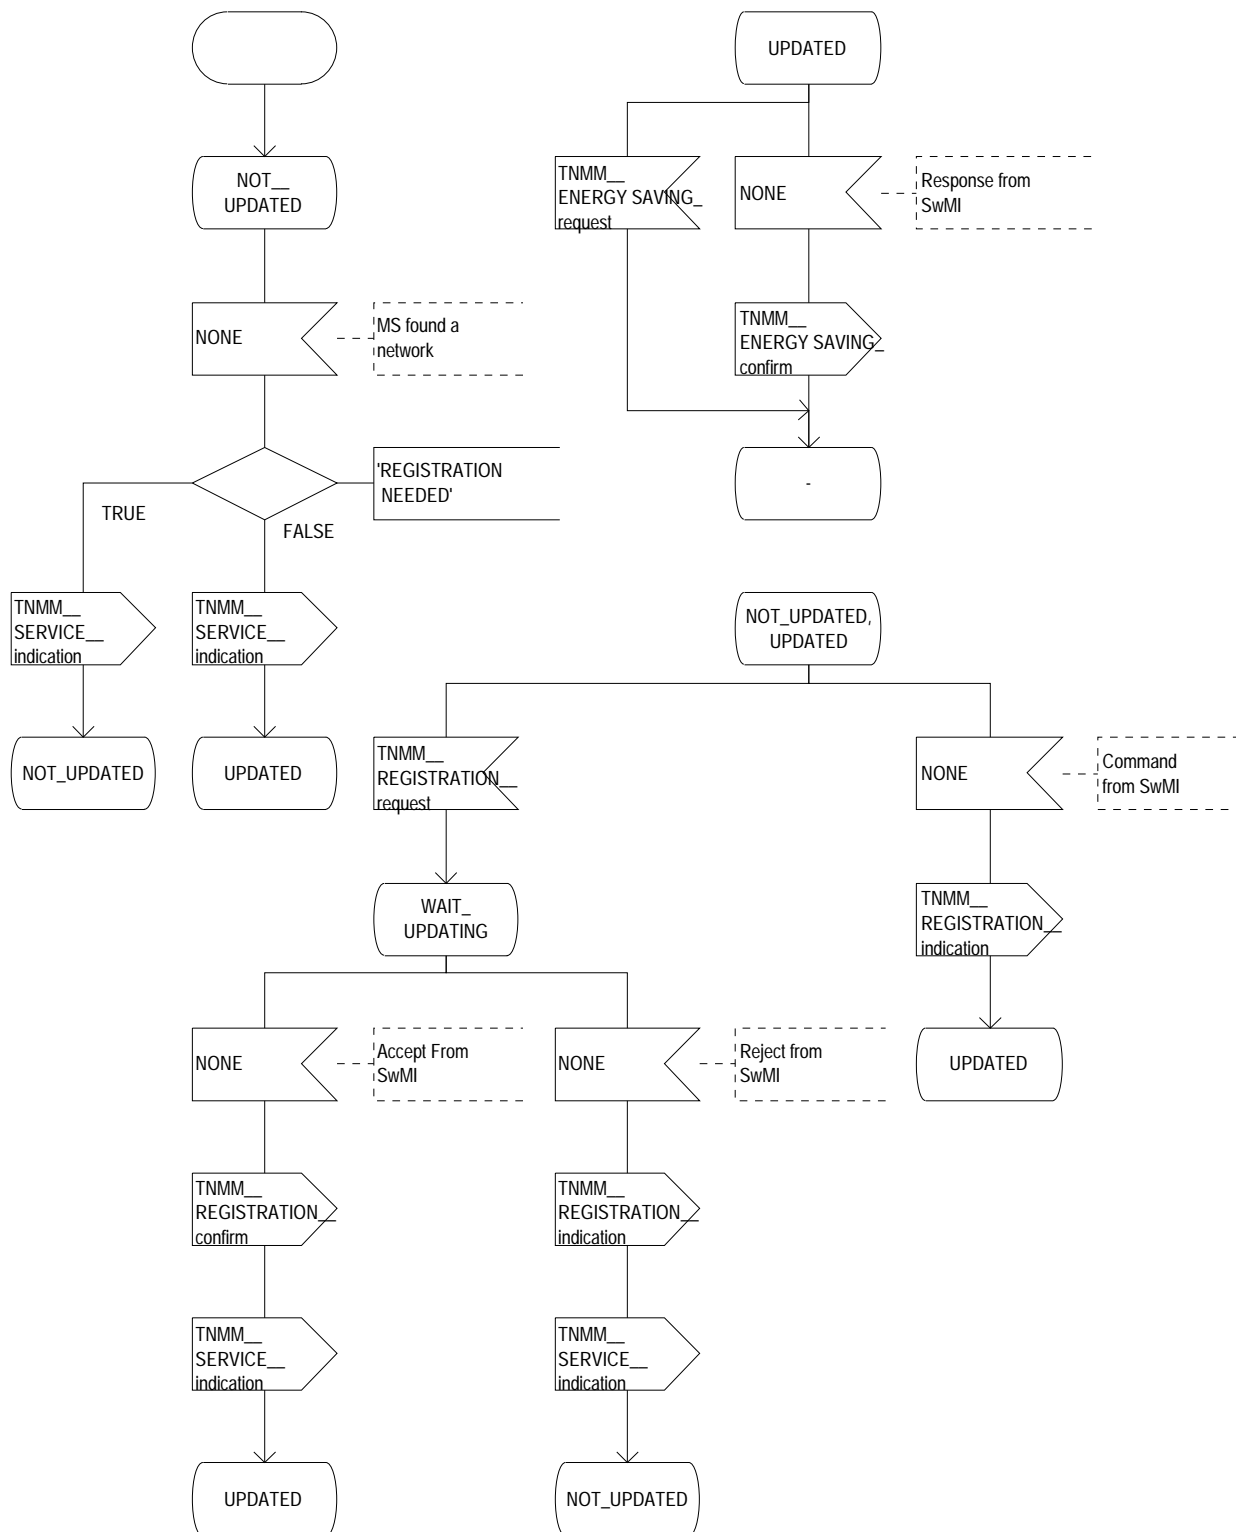 UPDATED
NOT__
UPDATED
TNMM__
ENERGY SAVING_
request
NONE
Response from
SwMI
NONE
MS found a
network
TNMM__
ENERGY SAVING_
confirm
'REGISTRATION
NEEDED'
-
TRUE
FALSE
TNMM__
SERVICE__
indication
TNMM__
SERVICE__
indication
NOT_UPDATED,
UPDATED
NOT_UPDATED
UPDATED
TNMM__
REGISTRATION__
request
NONE
Command
from SwMI
WAIT_
UPDATING
TNMM__
REGISTRATION__
indication
NONE
Accept From
SwMI
NONE
Reject from
SwMI
UPDATED
TNMM__
REGISTRATION__
confirm
TNMM__
REGISTRATION__
indication
TNMM__
SERVICE__
indication
TNMM__
SERVICE__
indication
UPDATED
NOT_UPDATED